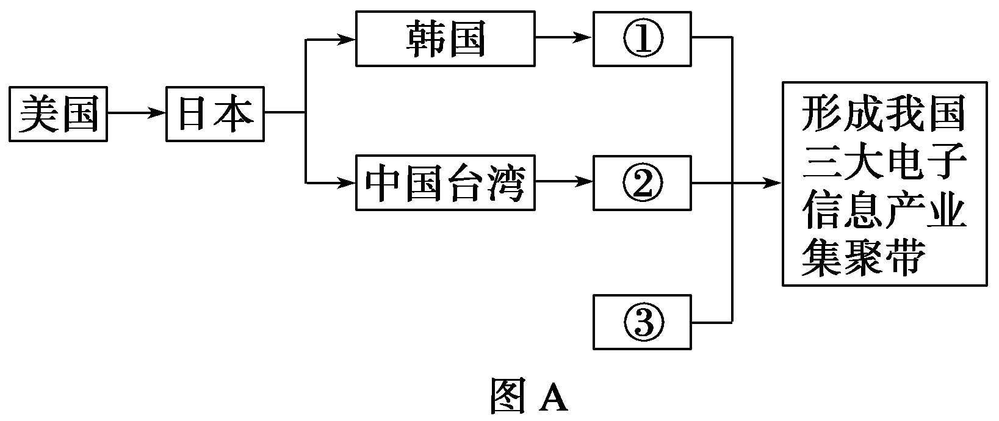 美国
日本
韩国
①
中国台湾
②
③
形成我国
三大电子
信息产业
集聚带
图 A